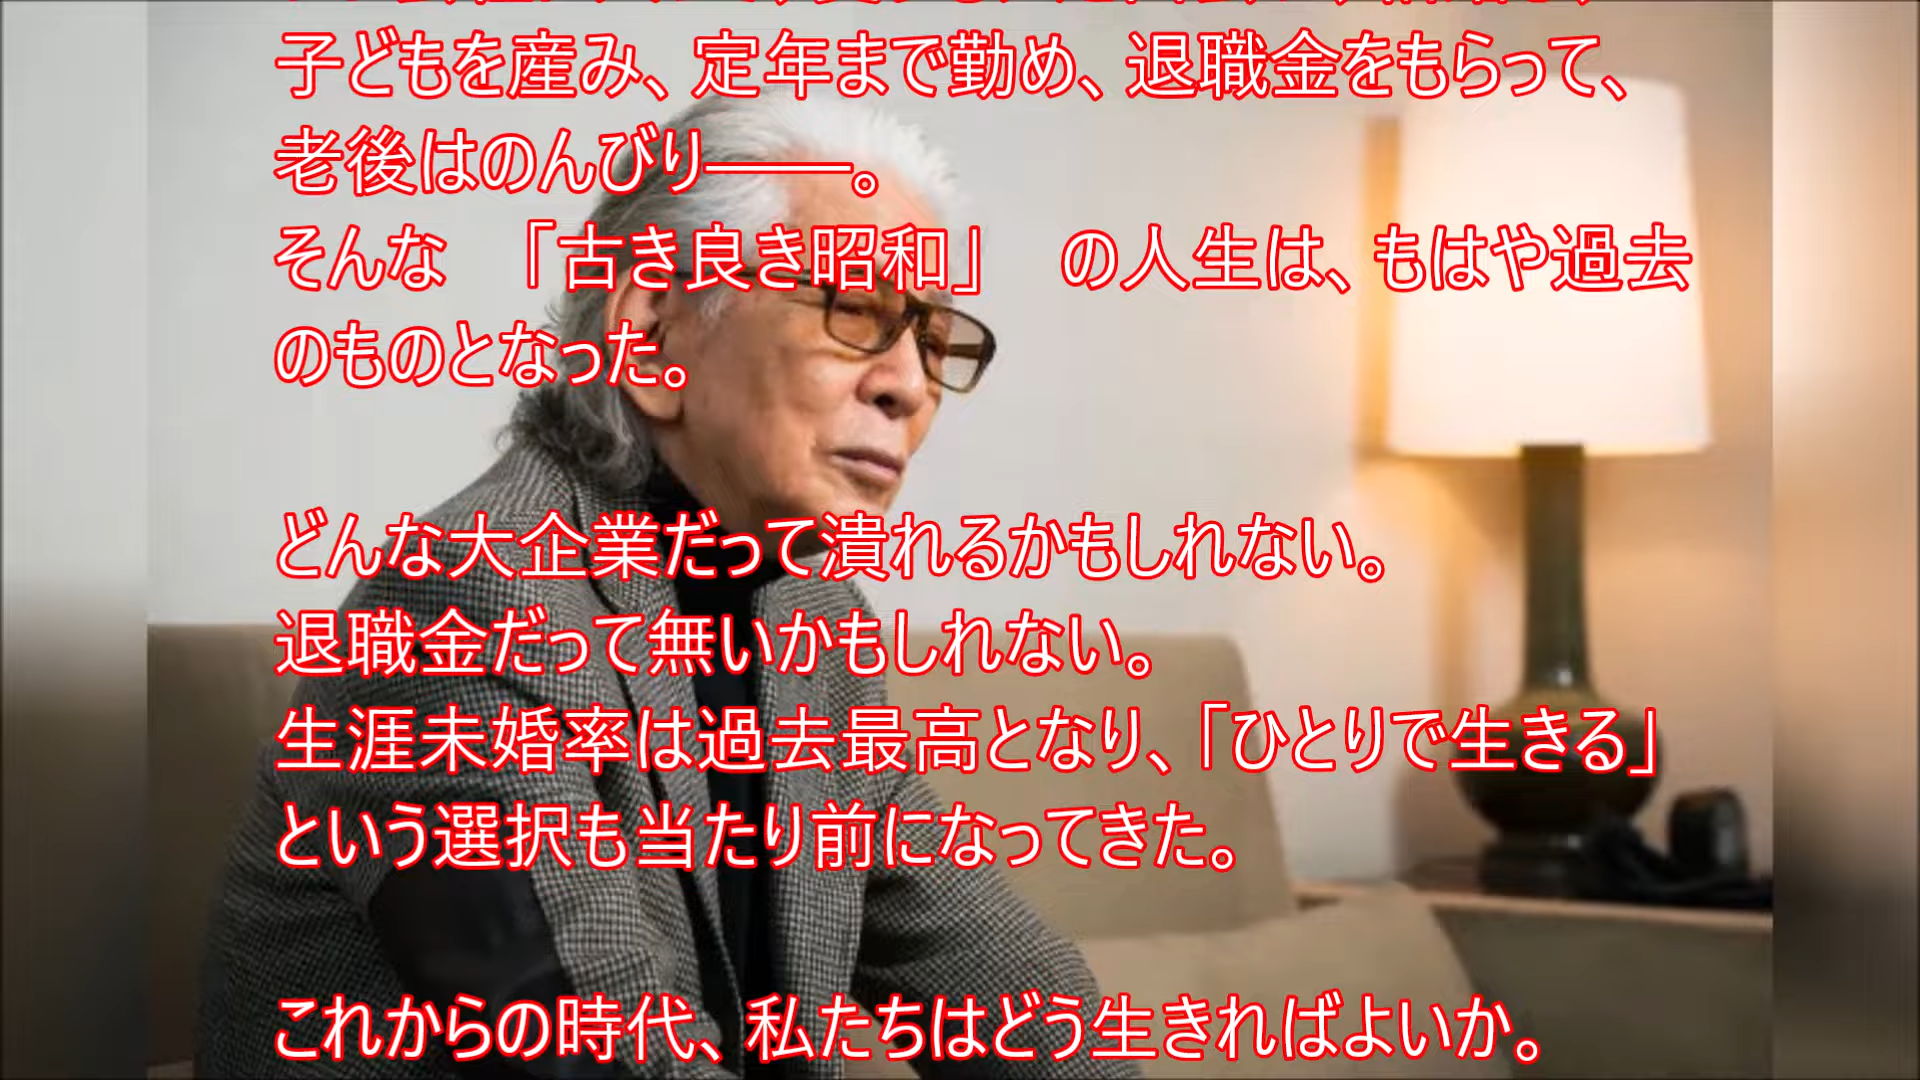 子どもを産み、定年まで勤め、退職金をもらって、
老後はのんびり――。
そんな 「古き良き昭和」 の人生は、もはや過去
のものとなった。
どんな大企業だって潰れるかもしれない。
退職金だって無いかもしれない。
生涯未婚率は過去最高となり、「ひとりで生きる」
という選択も当たり前になってきた。
これからの時代、私たちはどう生きればよいか。